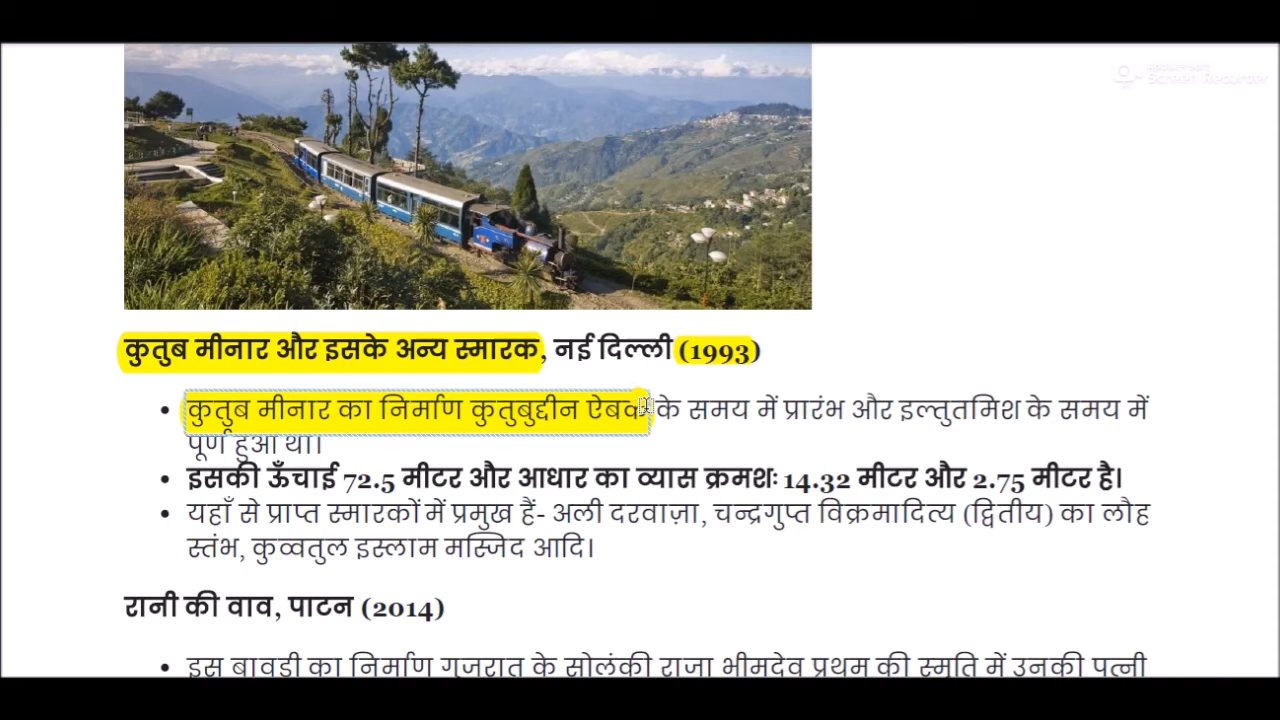 Screen Recorder
कुतुब मीनार और इसके अन्य स्मारक, नई दिल्ली (1993)
• कुतुब मीनार का निर्माण कुतुबुद्दीन ऐबक के समय में प्रारंभ और इल्तुतमिश के समय में
पूर्ण हुआ था।
• इसकी ऊँचाई 72.5 मीटर और आधार का व्यास क्रमशः 14.32 मीटर और 2.75 मीटर है।
• यहाँ से प्राप्त स्मारकों में प्रमुख हैं- अली दरवाज़ा, चन्द्रगुप्त विक्रमादित्य (द्वितीय) का लौह
स्तंभ, कुव्वतुल इस्लाम मस्जिद आदि।
रानी की वाव, पाटन (2014)
• इस बावड़ी का निर्माण गुजरात के सोलंकी राजा भीमदेव प्रथम की स्मृति में उनकी पत्नी